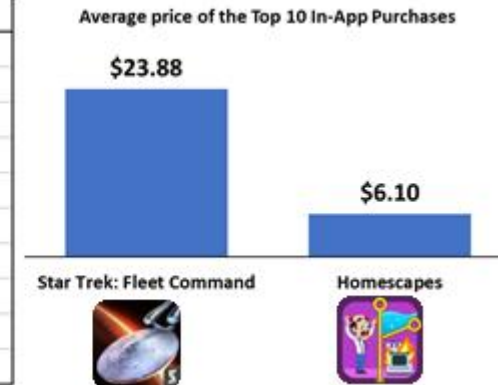 Average price of the Top 10 In-App Purchases
$23.88
$6.10
Star Trek: Fleet Command
Homescapes